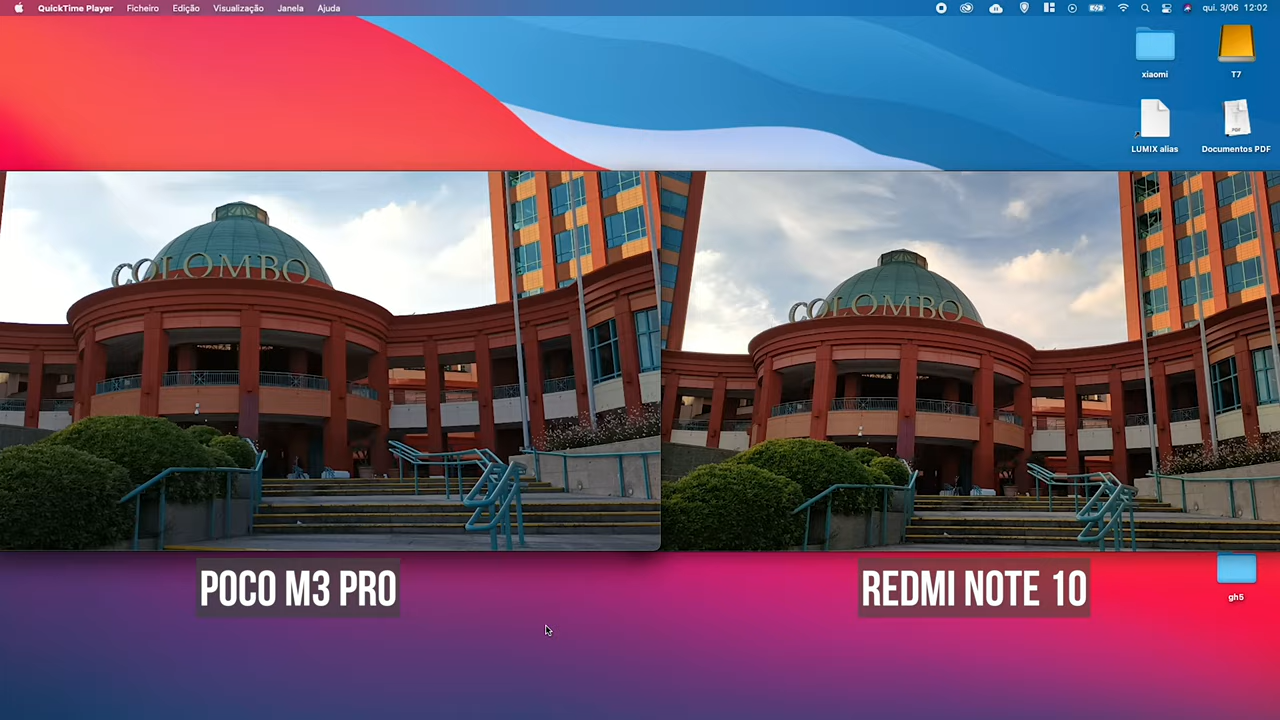 QuickTime Player Ficheiro Edição Visualização Janela Ajuda
qui. 3/06 12:02
xiaomi
T7
LUMIX alias
PDF
Documentos PDF
COLOMBO
COLOMBO
POCO M3 PRO
REDMI NOTE 10
gh5